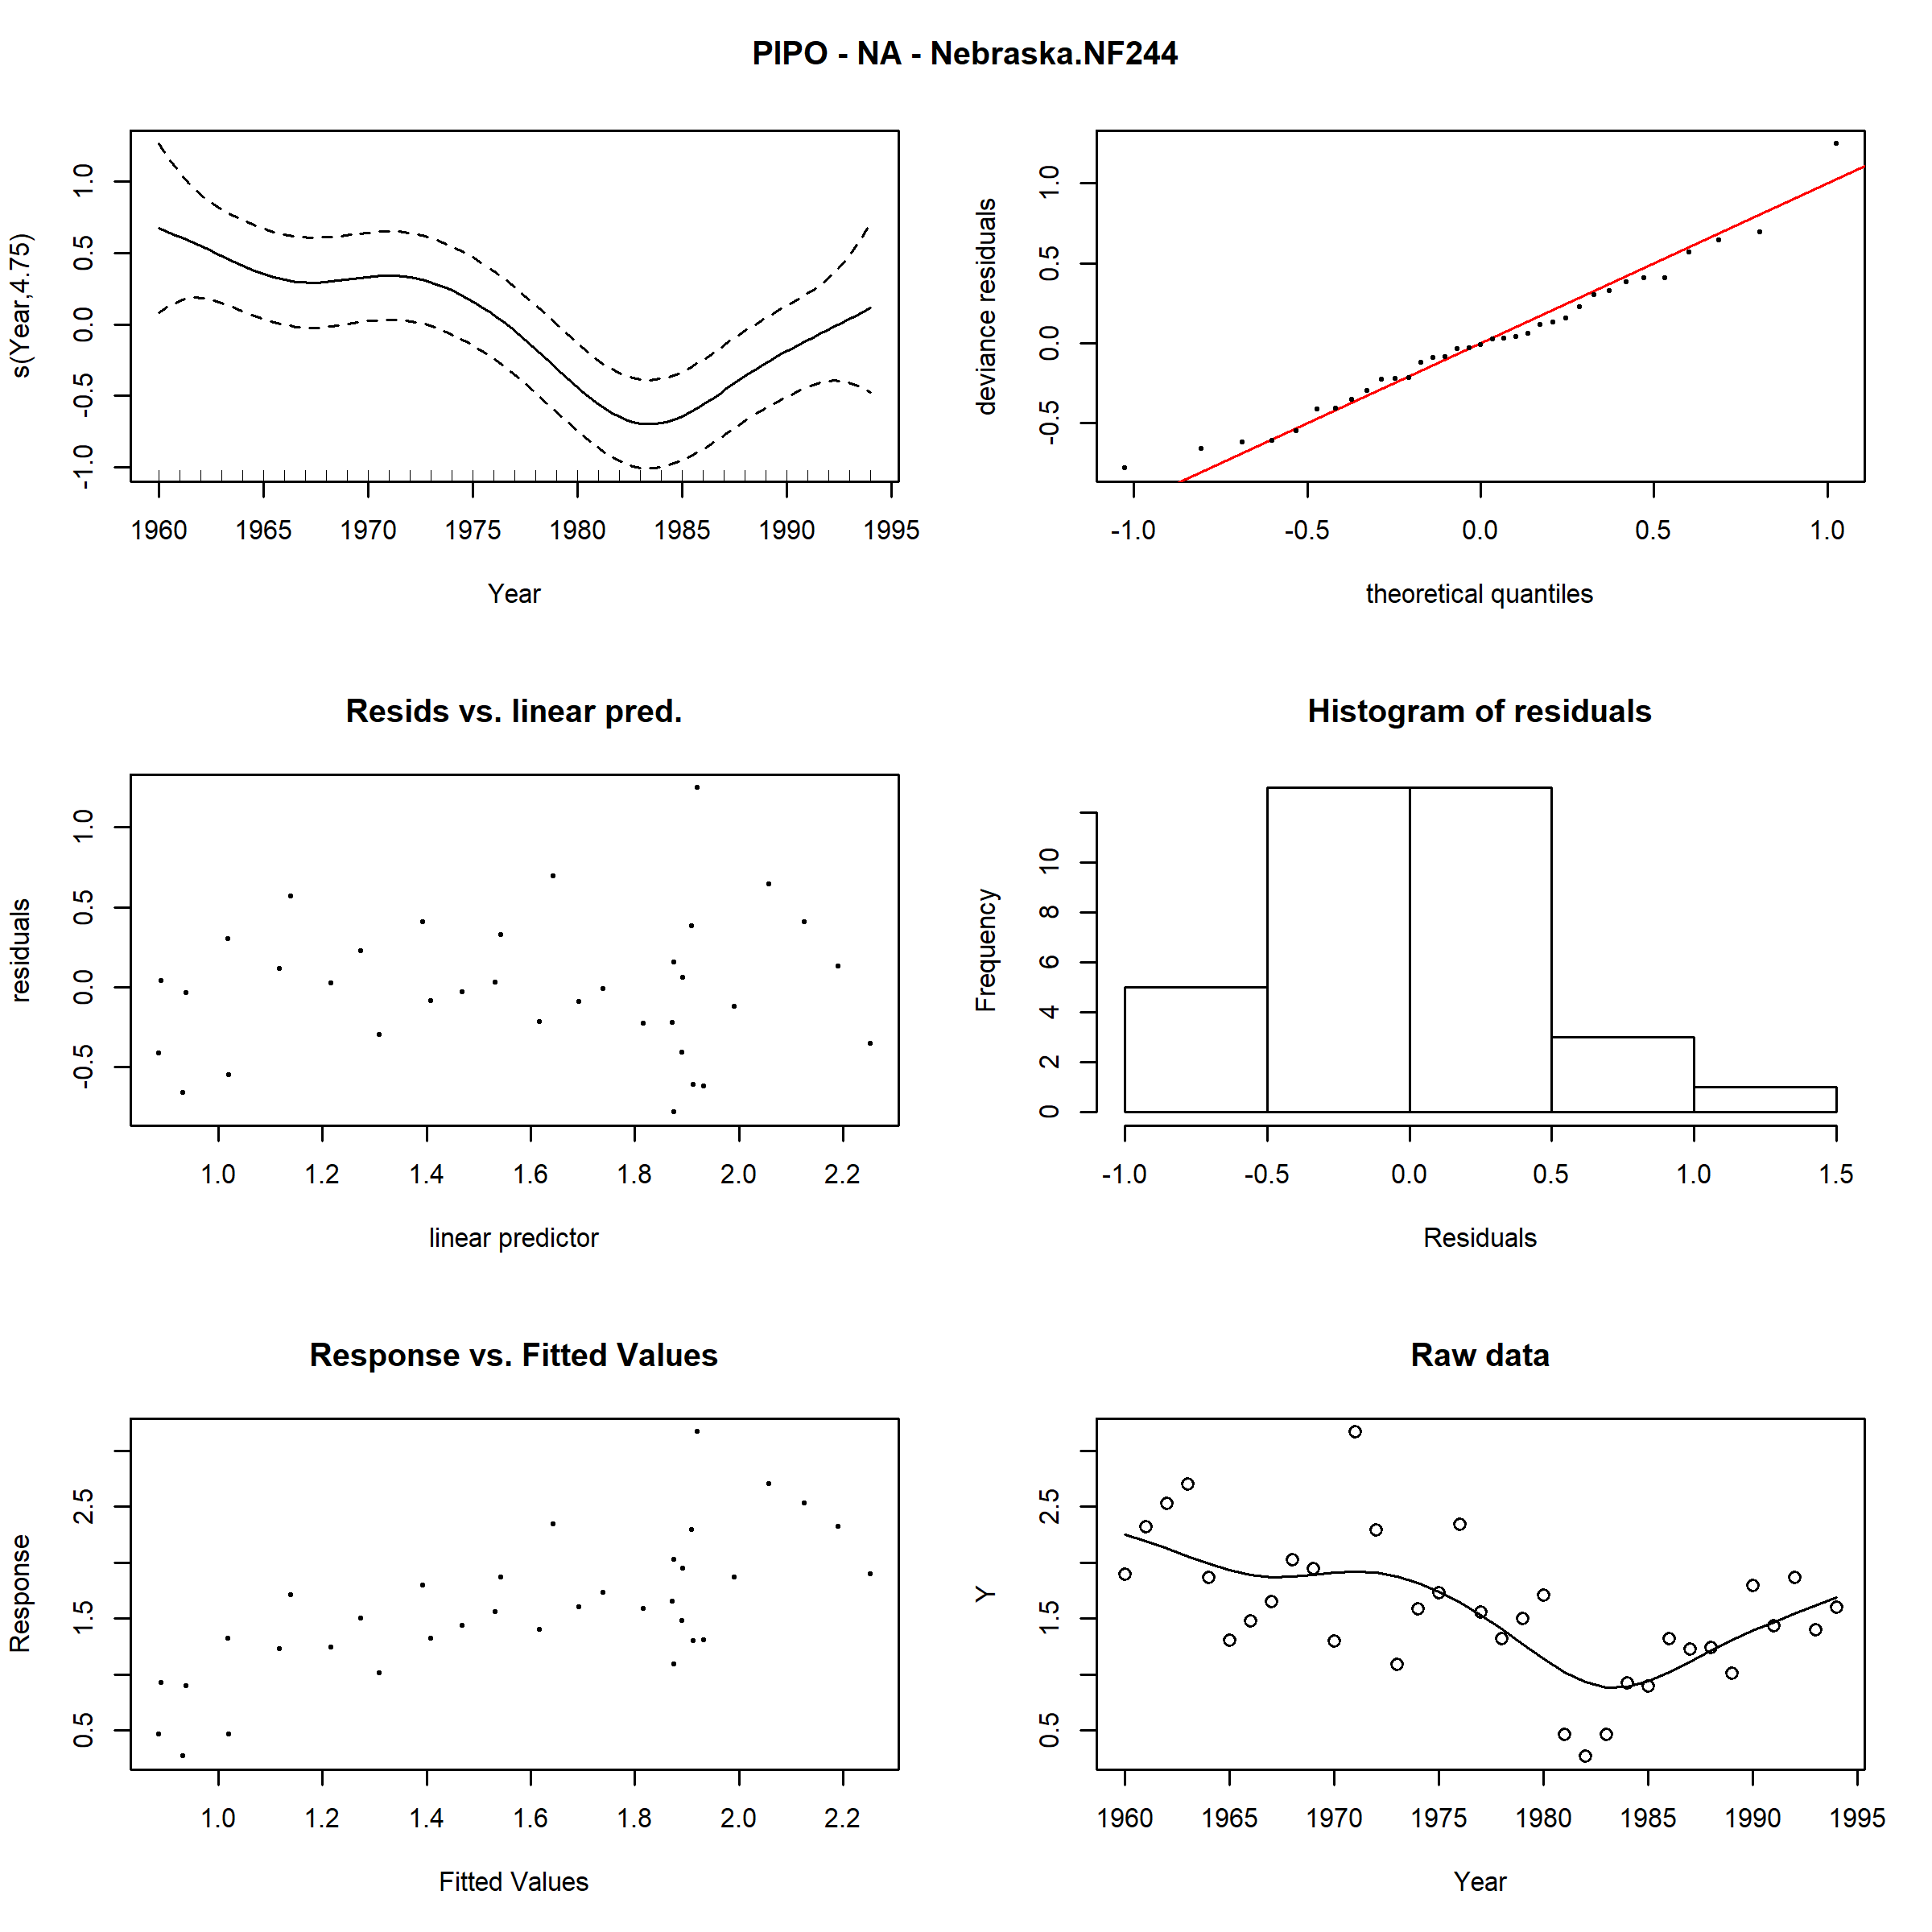 PIPO - NA - Nebraska.NF244
s(Year,4.75)
-1.0 -0.5 0.0 0.5 1.0
1960 1965 1970 1975 1980 1985 1990 1995
Year
deviance residuals
-0.5 0.0 0.5 1.0
-1.0 -0.5 0.0 0.5 1.0
theoretical quantiles
Resids vs. linear pred.
residuals
-0.5 0.0 0.5 1.0
1.0 1.2 1.4 1.6 1.8 2.0 2.2
linear predictor
Histogram of residuals
Frequency
0 2 4 6 8 10
-1.0 -0.5 0.0 0.5 1.0 1.5
Residuals
Response vs. Fitted Values
Response
0.5 1.5 2.5
1.0 1.2 1.4 1.6 1.8 2.0 2.2
Fitted Values
Raw data
Y
0.5 1.5 2.5
1960 1965 1970 1975 1980 1985 1990 1995
Year